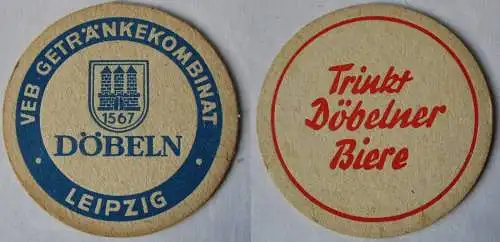 VEB GETRÄNKEKOMBINAT
1567
DÖBELN
· LEIPZIG ·
Trinkt
Döbelner
Biere